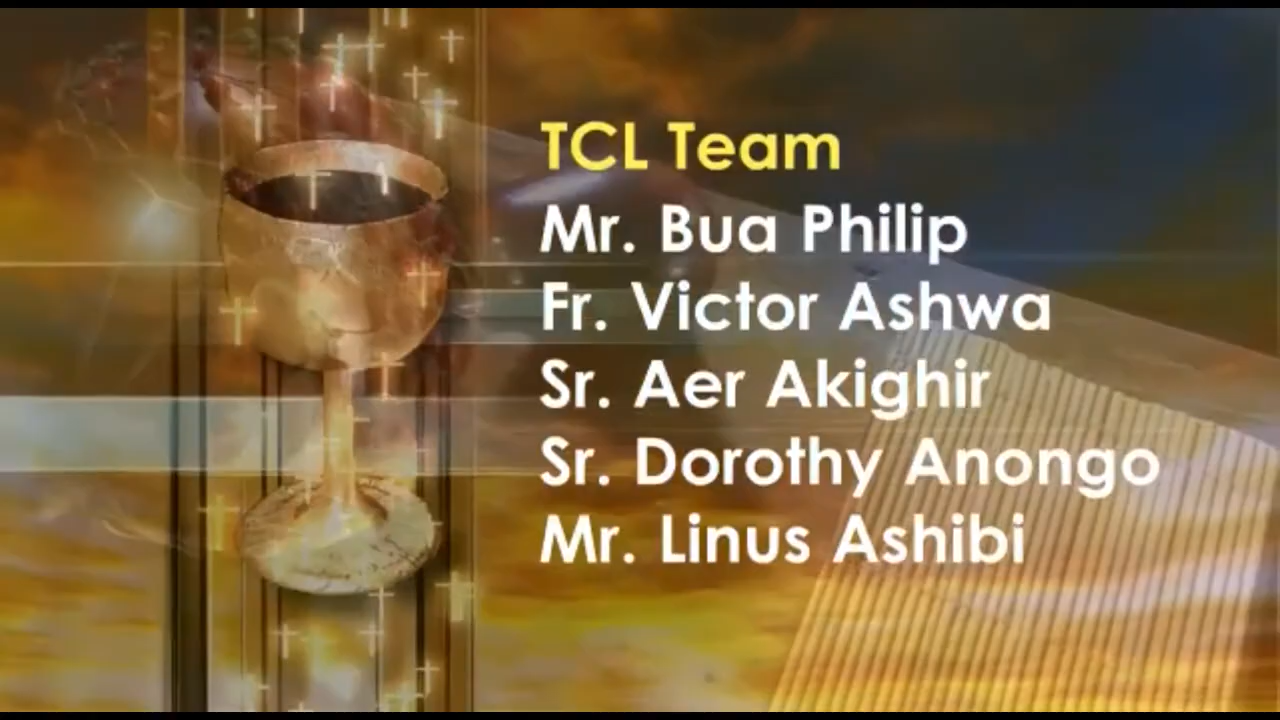 TCL Team
Mr. Bua Philip
Fr. Victor Ashwa
Sr. Aer Akighir
Sr. Dorothy Anongo
Mr. Linus Ashibi